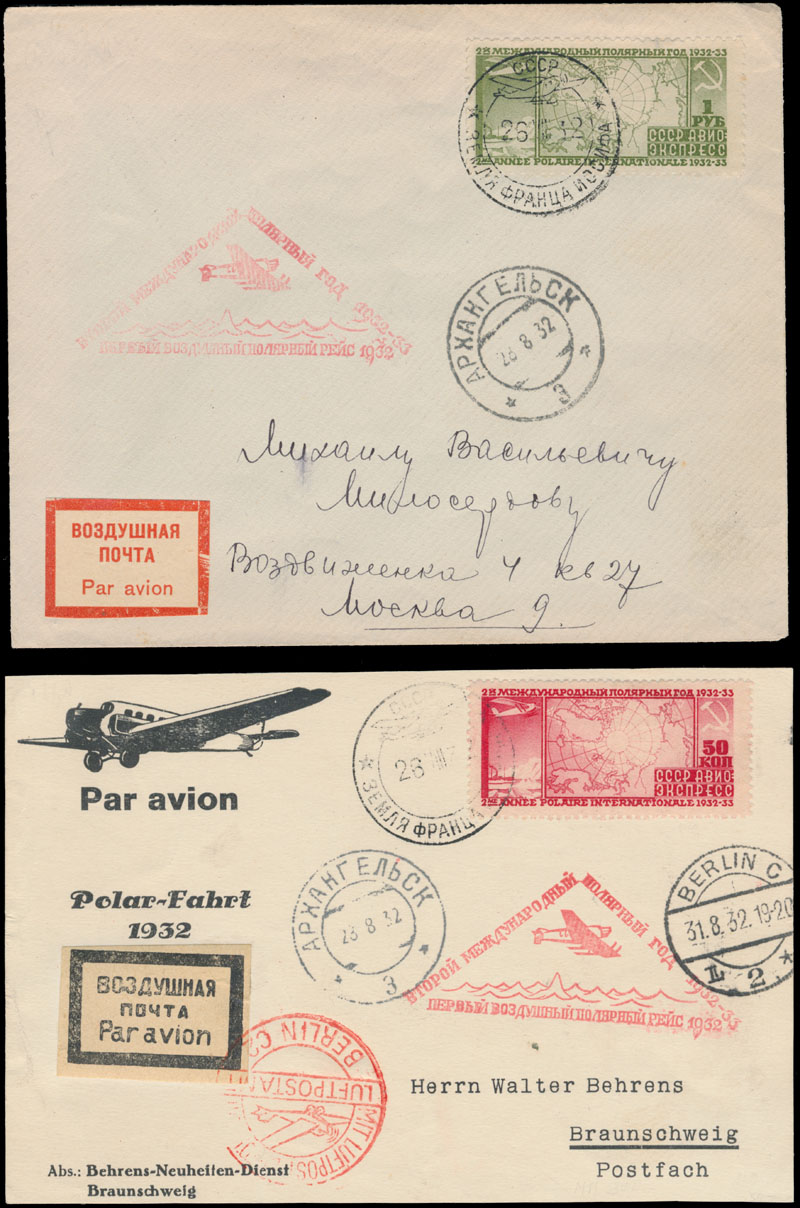 2Й МЕЖДУНАРОДНЫЙ ПОЛЯРНЫЙ ГОД 1932-33
1 РУБ
СССР АВИО
ЭКСПРЕСС
ANNÉE POLAIRE INTERNATIONALE 1932-33
СССР
26 32
ЗЕМЛЯ ФРАНЦА ИОСИФА
ВТОРОЙ МЕЖДУНАРОДНЫЙ ПОЛЯРНЫЙ ГОД 1932-33
ПЕРВЫЙ ВОЗДУШНЫЙ ПОЛЯРНЫЙ РЕЙС 1932
АРХАНГЕЛЬСК
28 8 32
3
Михаилу Васильевичу
Милосердову
Воздвиженка 4 кв 27
Москва 9.
ВОЗДУШНАЯ
ПОЧТА
Par avion
2Й МЕЖДУНАРОДНЫЙ ПОЛЯРНЫЙ ГОД 1932-33
50
КОП
СССР АВИО
ЭКСПРЕСС
2me ANNÉE POLAIRE INTERNATIONALE 1932-33
СССР
26 VIII
ЗЕМЛЯ ФРАНЦА
Par avion
Polar-Fahrt
1932
АРХАНГЕЛЬСК
28 8 32
3
ВТОРОЙ МЕЖДУНАРОДНЫЙ ПОЛЯРНЫЙ ГОД 1932-33
ПЕРВЫЙ ВОЗДУШНЫЙ ПОЛЯРНЫЙ РЕЙС 1932
BERLIN C
31.8.32.19-20
L 2
ВОЗДУШНАЯ
ПОЧТА
Par avion
BERLIN C2
LUFTPOSTA
MIT LUFTPOS
Herrn Walter Behrens
Braunschweig
Postfach
Abs.: Behrens-Neuheiten-Dienst
Braunschweig